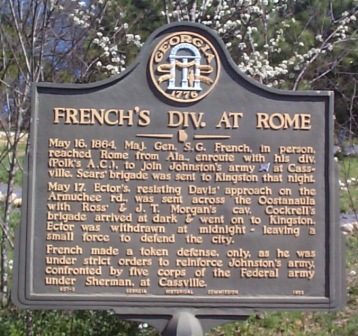 GEORGIA
1776
FRENCH'S DIV. AT ROME
May 16, 1864, Maj. Gen. S.G. French, in person,
reached Rome from Ala., enroute with his div.
(Polk's A.C.), to join Johnston's army at Cass-
ville. Sears' brigade was sent to Kingston that night.
May 17, Ector's, resisting Davis' approach on the
Armuchee rd. was sent across the Oostanaula
with Ross' & J. T. Morgan's cav. Cockrell's
brigade arrived at dark & went on to Kingston.
Ector was withdrawn at midnight - leaving a
small force to defend the city.
French made a token defense, only, as he was
under strict orders to reinforce Johnston's army,
confronted by five corps of the Federal army
under Sherman, at Cassville.
GEORGIA HISTORICAL COMMISSION